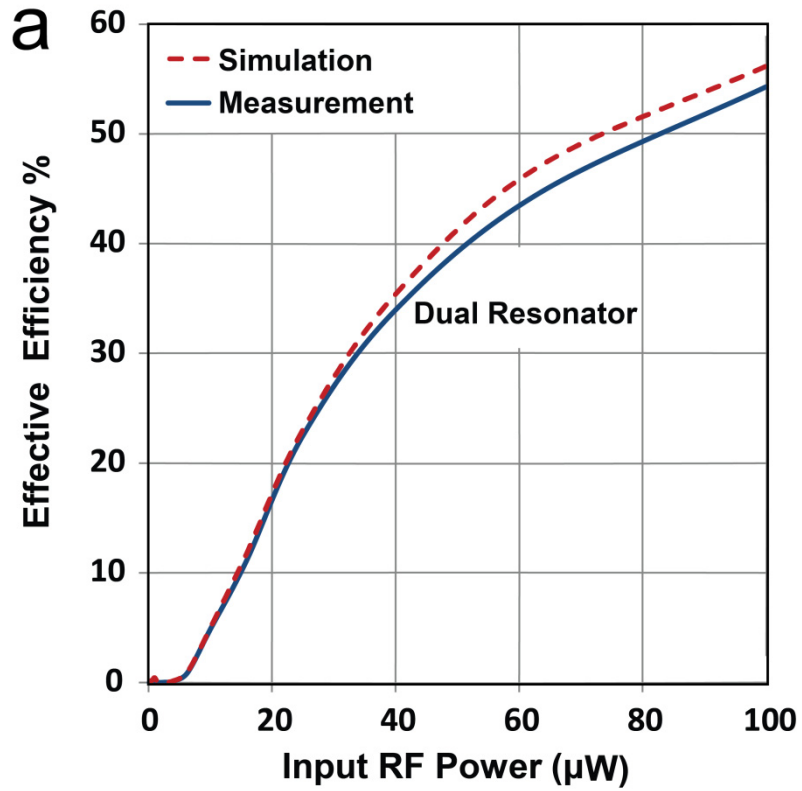 a
Simulation
Measurement
Dual Resonator
Effective Efficiency %
60
50
40
30
20
10
0
0 20 40 60 80 100
Input RF Power (µW)